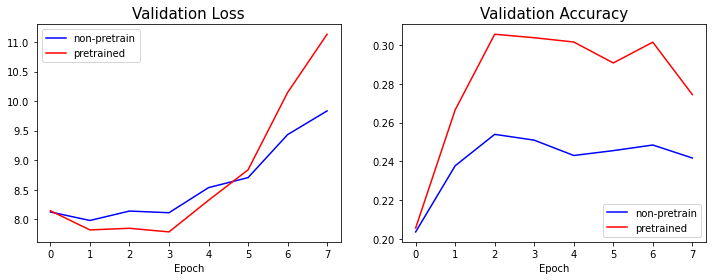 Validation Loss
non-pretrain
pretrained
11.0
10.5
10.0
9.5
9.0
8.5
8.0
0 1 2 3 4 5 6 7
Epoch
Validation Accuracy
0.30
0.28
0.26
0.24
0.22
0.20
non-pretrain
pretrained
0 1 2 3 4 5 6 7
Epoch